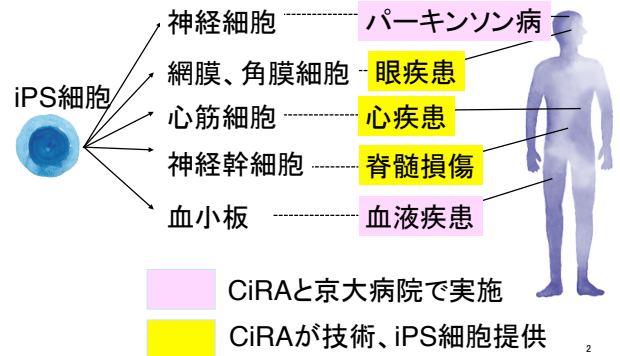 神経細胞 パーキンソン病
網膜、角膜細胞 眼疾患
iPS細胞
心筋細胞 心疾患
神経幹細胞 脊髄損傷
血小板 血液疾患
CiRAと京大病院で実施
CiRAが技術、iPS細胞提供
2